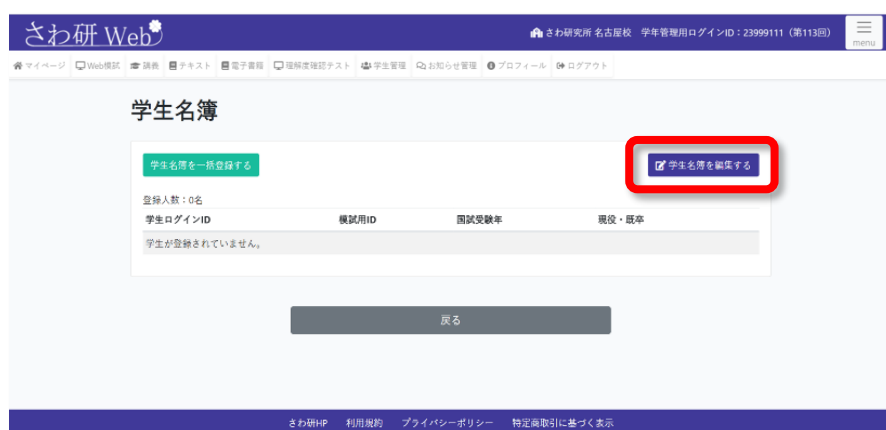 さわ研 Web
さわ研究所 名古屋校 学年管理用ログインID：23999111（第113回）
menu
マイページ Web模試 講義 テキスト 電子書籍 理解度確認テスト 学生管理 お知らせ管理 プロフィール ログアウト
学生名簿
学生名簿を一括登録する
学生名簿を編集する
登録人数：0名
学生ログインID 模試用ID 国試受験年 現役・既卒
学生が登録されていません。
戻る
さわ研HP 利用規約 プライバシーポリシー 特定商取引に基づく表示